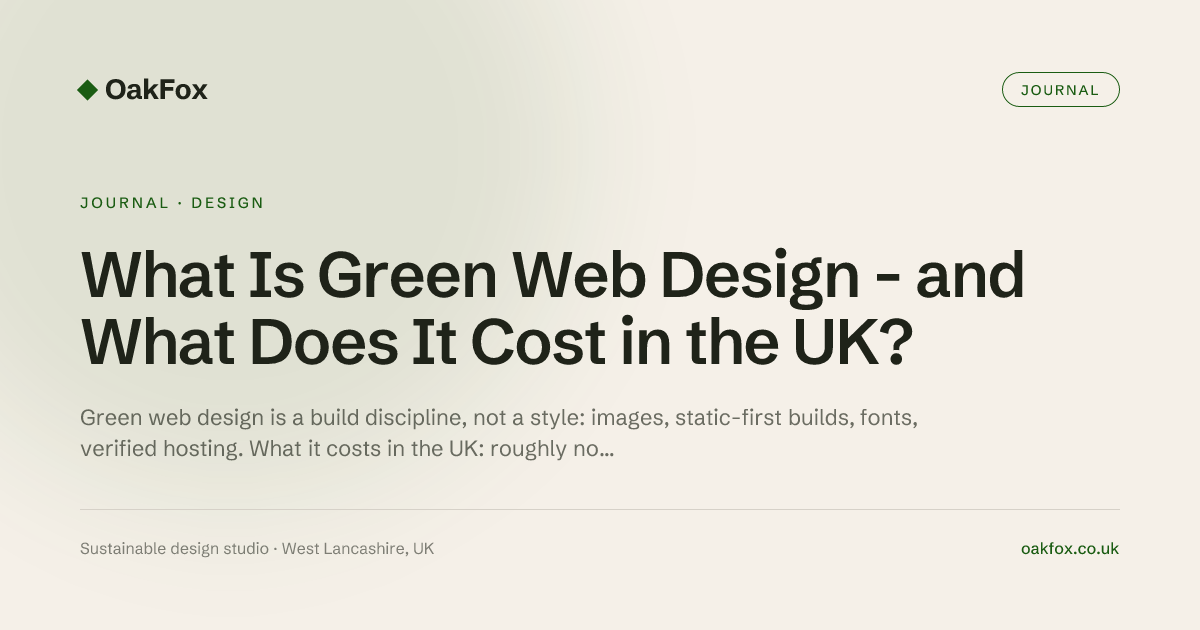 OakFox
JOURNAL
JOURNAL · DESIGN
What Is Green Web Design - and
What Does It Cost in the UK?
Green web design is a build discipline, not a style: images, static-first builds, fonts,
verified hosting. What it costs in the UK: roughly no…
Sustainable design studio · West Lancashire, UK
oakfox.co.uk